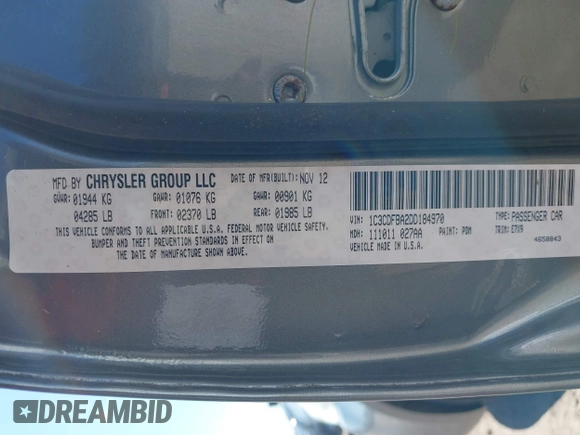 MFD BY CHRYSLER GROUP LLC DATE OF MFR(BUILT): NOV 12
GVWR: 01944 KG GAWR: 01076 KG GAWR: 00901 KG
04285 LB FRONT: 02370 LB REAR: 01985 LB
THIS VEHICLE CONFORMS TO ALL APPLICABLE U.S.A. FEDERAL MOTOR VEHICLE SAFETY,
BUMPER AND THEFT PREVENTION STANDARDS IN EFFECT ON
THE DATE OF MANUFACTURE SHOWN ABOVE.
VIN: 1C3CDFBA2DD184970 TYPE: PASSENGER CAR
MDH: 111011 027AA PAINT: PDM TRIM: E7X9
4658843
DREAMBID